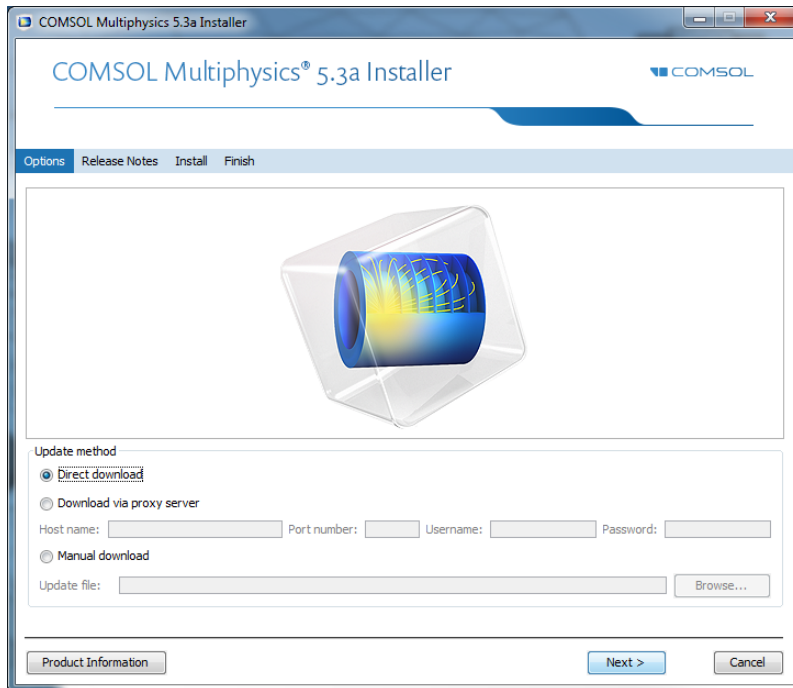 COMSOL Multiphysics 5.3a Installer
COMSOL Multiphysics® 5.3a Installer
COMSOL
Options Release Notes Install Finish
Update method
Direct download
Download via proxy server
Host name: Port number: Username: Password:
Manual download
Update file: Browse...
Product Information Next > Cancel